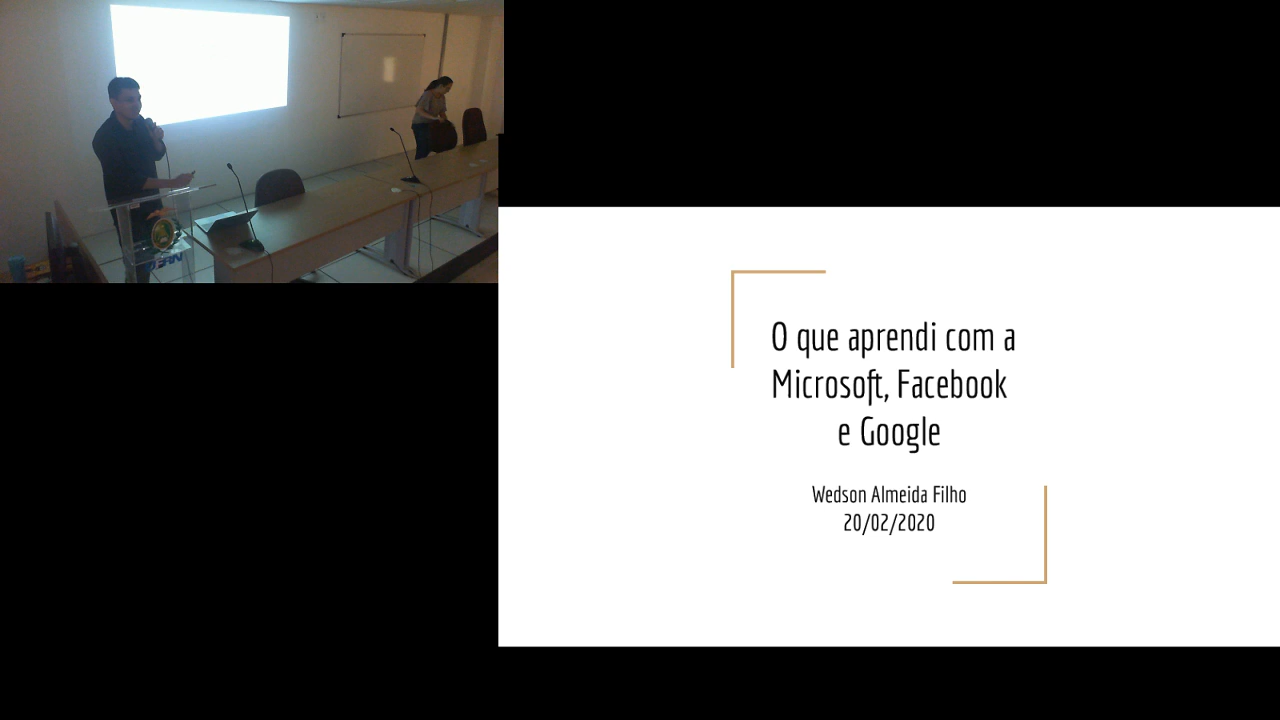 O que aprendi com a
Microsoft, Facebook
e Google
Wedson Almeida Filho
20/02/2020